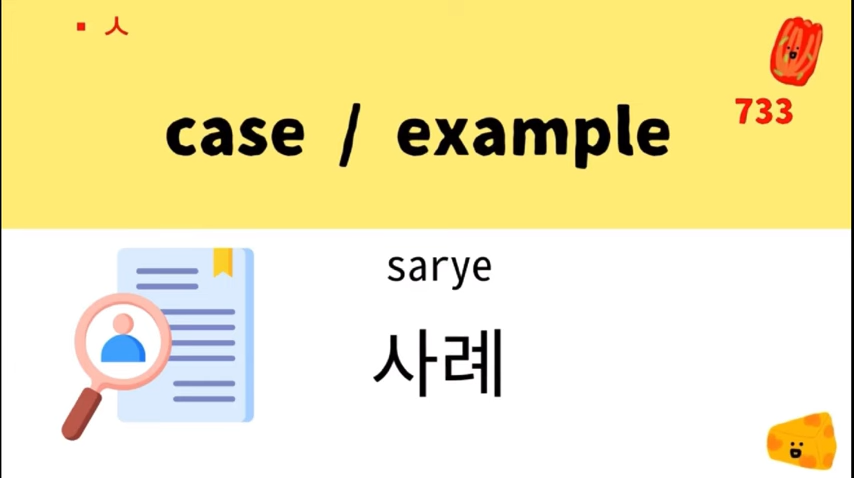 ▪ ㅅ
733
case / example
sarye
사례